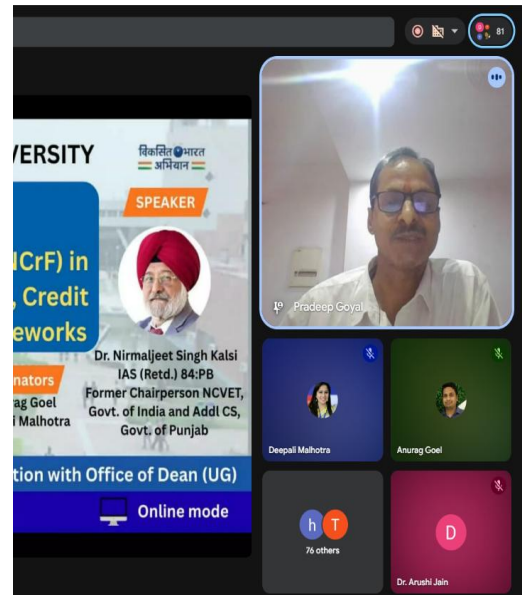 81
VERSITY
विकसित भारत
अभियान
SPEAKER
NCrF) in
, Credit
eworks
Dr. Nirmaljeet Singh Kalsi
IAS (Retd.) 84:PB
Former Chairperson NCVET,
Govt. of India and Addl CS,
Govt. of Punjab
nators
ag Goel
i Malhotra
tion with Office of Dean (UG)
Online mode
Pradeep Goyal
Deepali Malhotra
Anurag Goel
h T
76 others
D
Dr. Arushi Jain